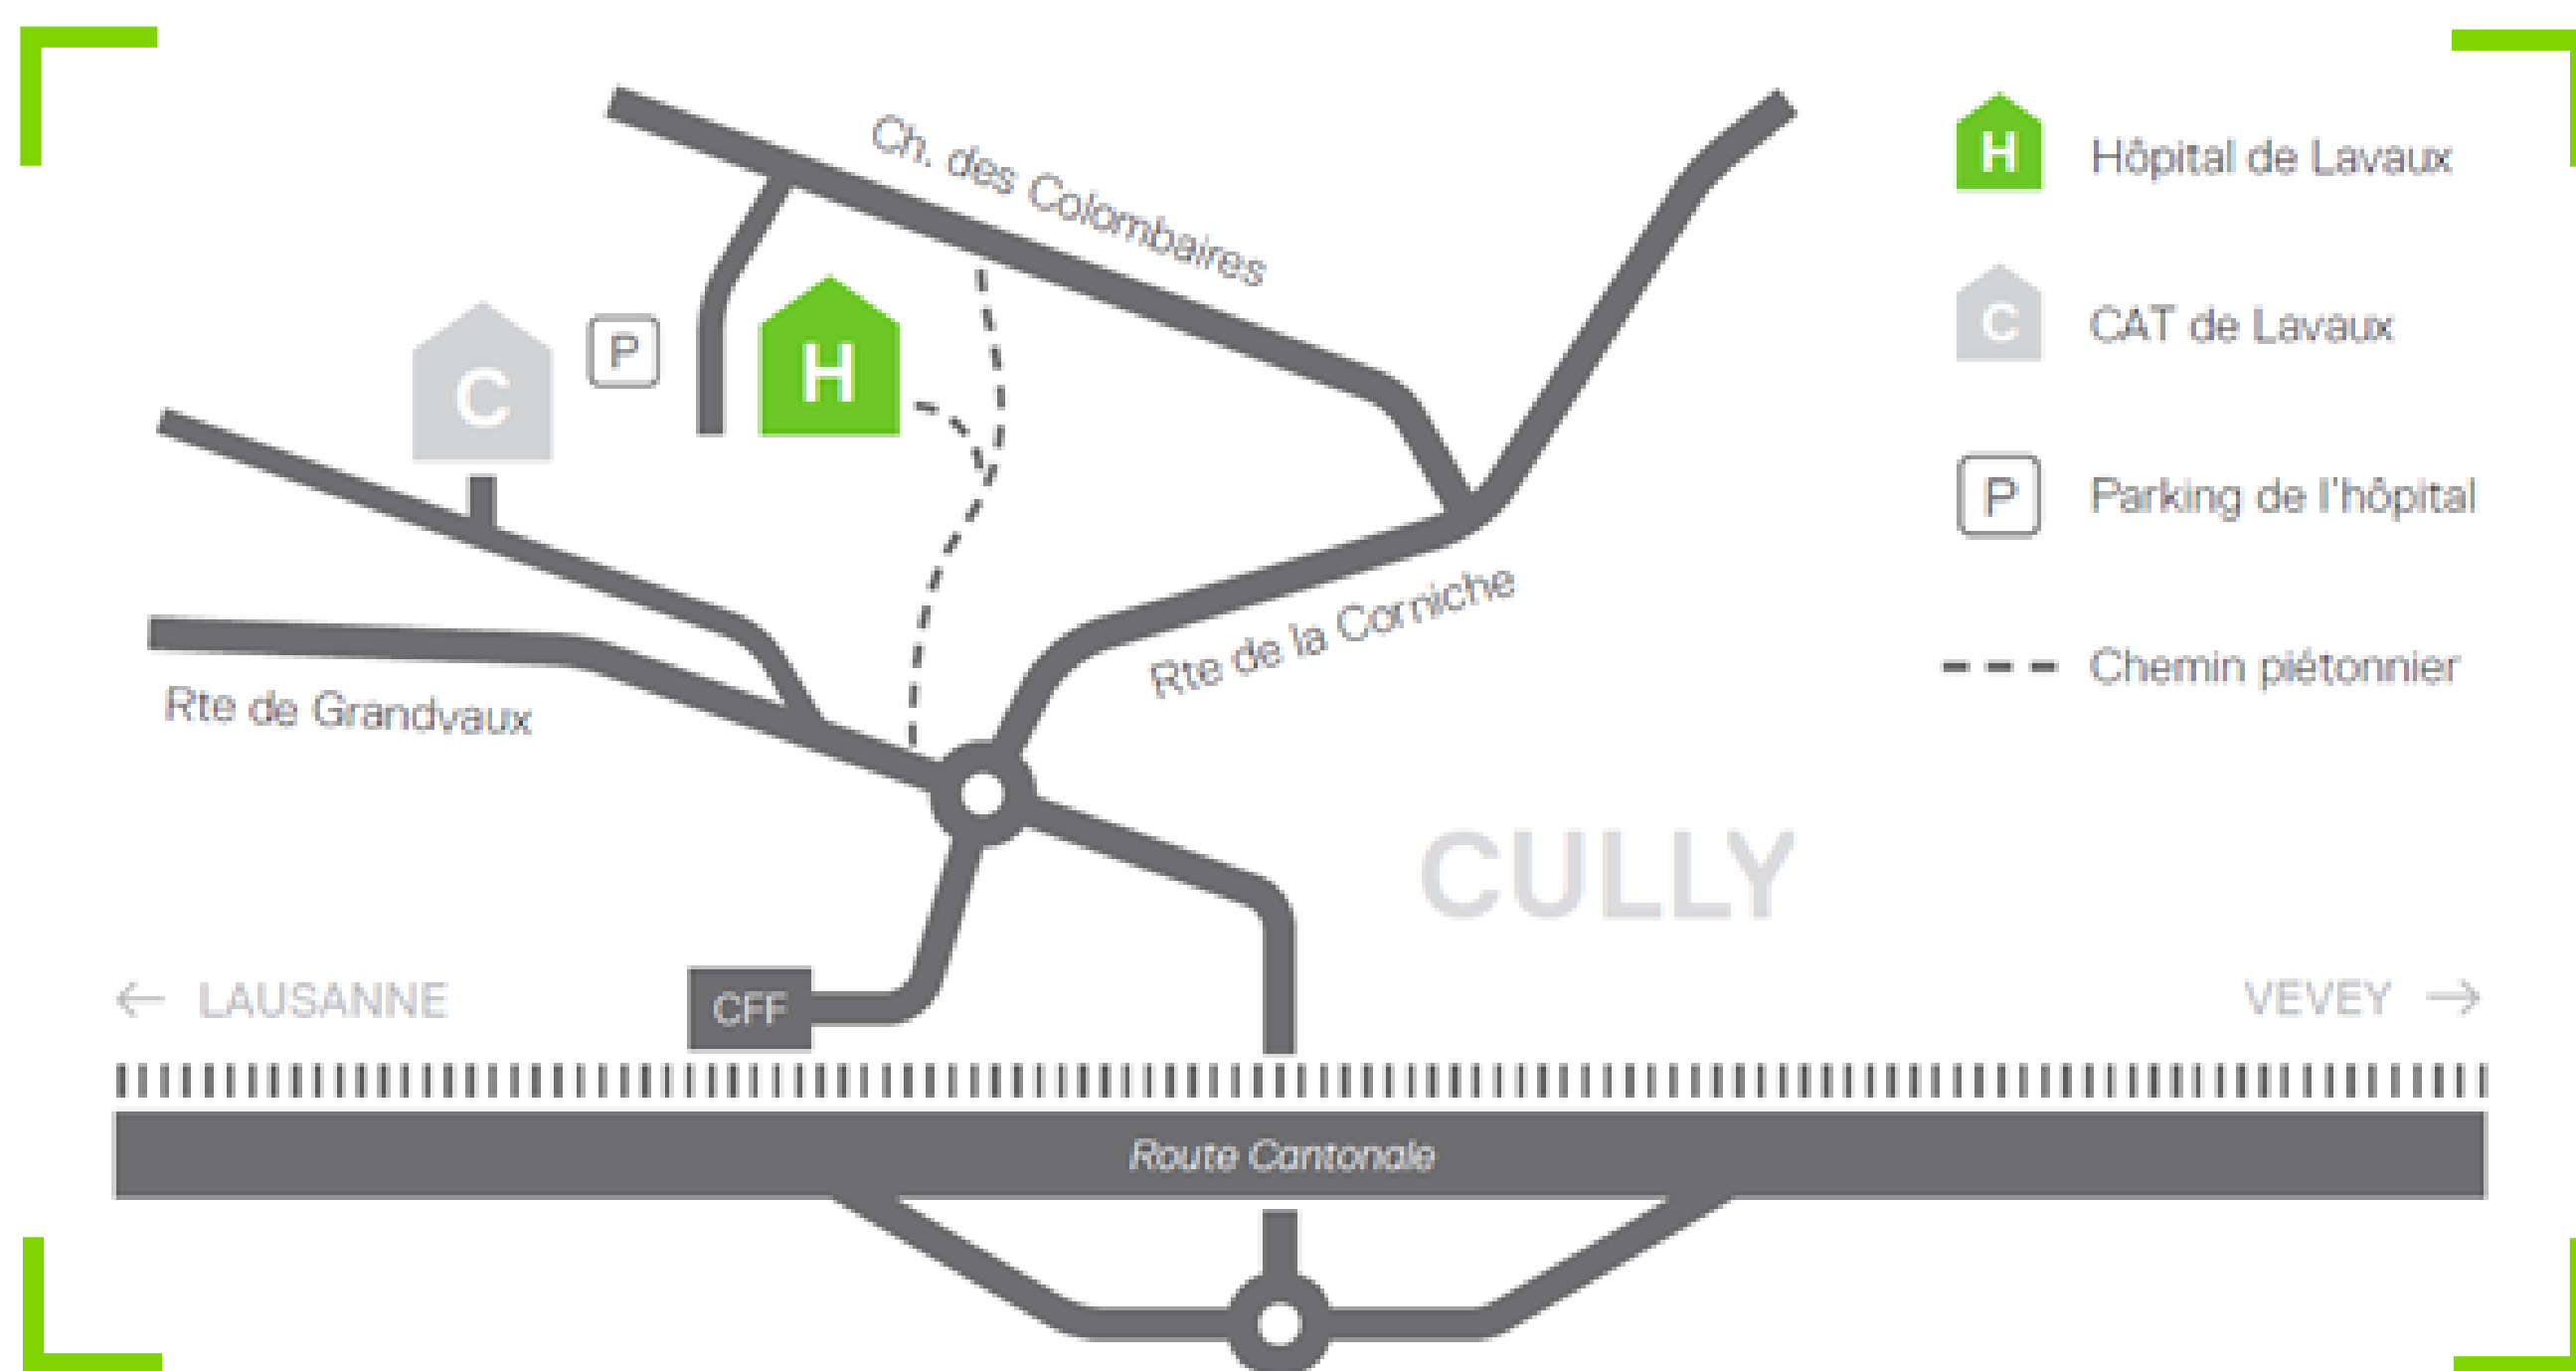 Ch. des Colombaires
H
Hôpital de Lavaux
C
CAT de Lavaux
P
Parking de l'hôpital
Chemin piétonnier
C
P
H
Rte de la Corniche
Rte de Grandvaux
CULLY
← LAUSANNE
CFF
VEVEY →
Route Cantonale